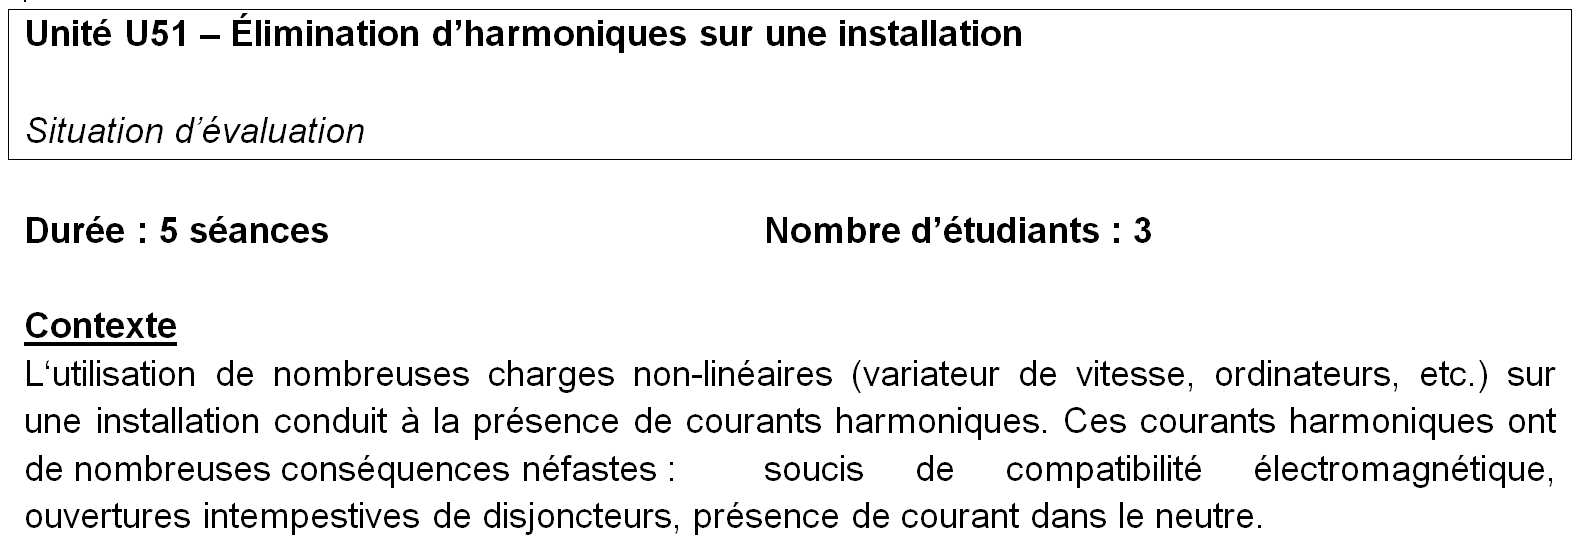 Unité U51 – Élimination d’harmoniques sur une installation
Situation d’évaluation
Durée : 5 séances Nombre d’étudiants : 3
Contexte
L‘utilisation de nombreuses charges non-linéaires (variateur de vitesse, ordinateurs, etc.) sur
une installation conduit à la présence de courants harmoniques. Ces courants harmoniques ont
de nombreuses conséquences néfastes : soucis de compatibilité électromagnétique,
ouvertures intempestives de disjoncteurs, présence de courant dans le neutre.